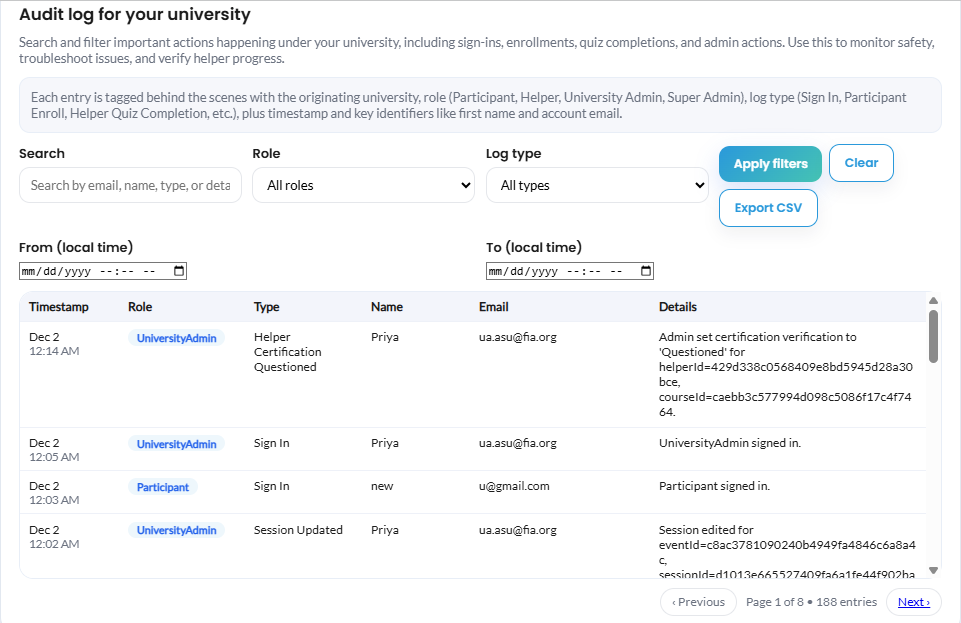 Audit log for your university
Search and filter important actions happening under your university, including sign-ins, enrollments, quiz completions, and admin actions. Use this to monitor safety,
troubleshoot issues, and verify helper progress.
Each entry is tagged behind the scenes with the originating university, role (Participant, Helper, University Admin, Super Admin), log type (Sign In, Participant
Enroll, Helper Quiz Completion, etc.), plus timestamp and key identifiers like first name and account email.
Search Role Log type
Search by email, name, type, or deta All roles All types Apply filters Clear
Export CSV
From (local time) To (local time)
mm/dd/yyyy --:-- -- mm/dd/yyyy --:-- --
Timestamp Role Type Name Email Details
Dec 2 UniversityAdmin Helper Priya ua.asu@fia.org Admin set certification verification to
12:14 AM Certification 'Questioned' for
Questioned helperId=429d338c0568409e8bd5945d28a30
bce,
courseId=caebb3c577994d098c5086f17c4f74
64.
Dec 2 UniversityAdmin Sign In Priya ua.asu@fia.org UniversityAdmin signed in.
12:05 AM
Dec 2 Participant Sign In new u@gmail.com Participant signed in.
12:03 AM
Dec 2 UniversityAdmin Session Updated Priya ua.asu@fia.org Session edited for
12:02 AM eventId=c8ac3781090240b4949fa4846c6a8a4
c,
sessionId=d1013e665527409fa6a1fe44f902ba
‹ Previous Page 1 of 8 • 188 entries Next ›